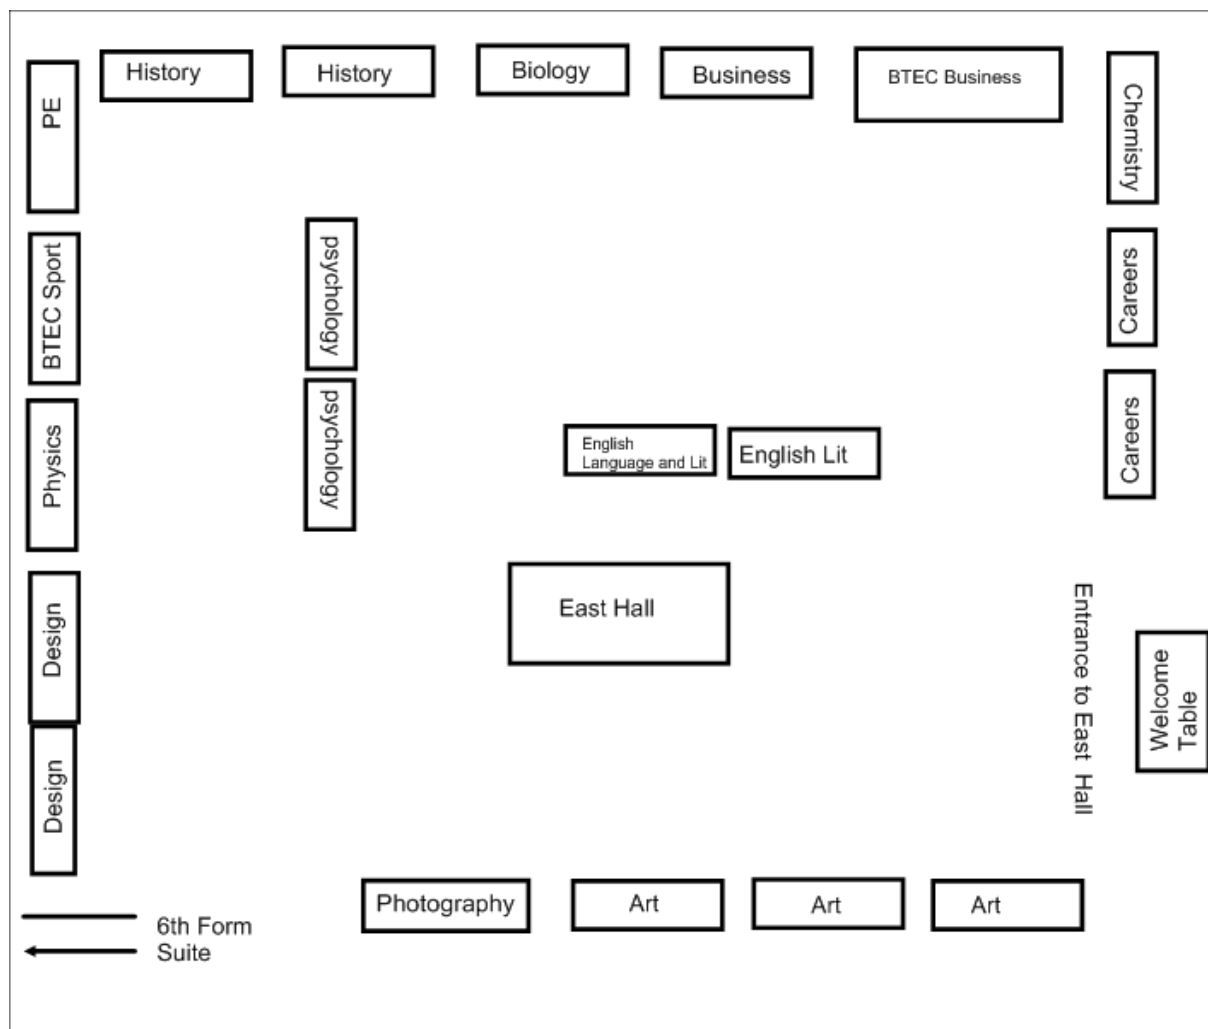 History
History
Biology
Business
BTEC Business
PE
Chemistry
BTEC Sport
psychology
Careers
Physics
psychology
English
Language and Lit
English Lit
Careers
Design
East Hall
Entrance to East Hall
Welcome
Table
Design
Photography
Art
Art
Art
6th Form
Suite